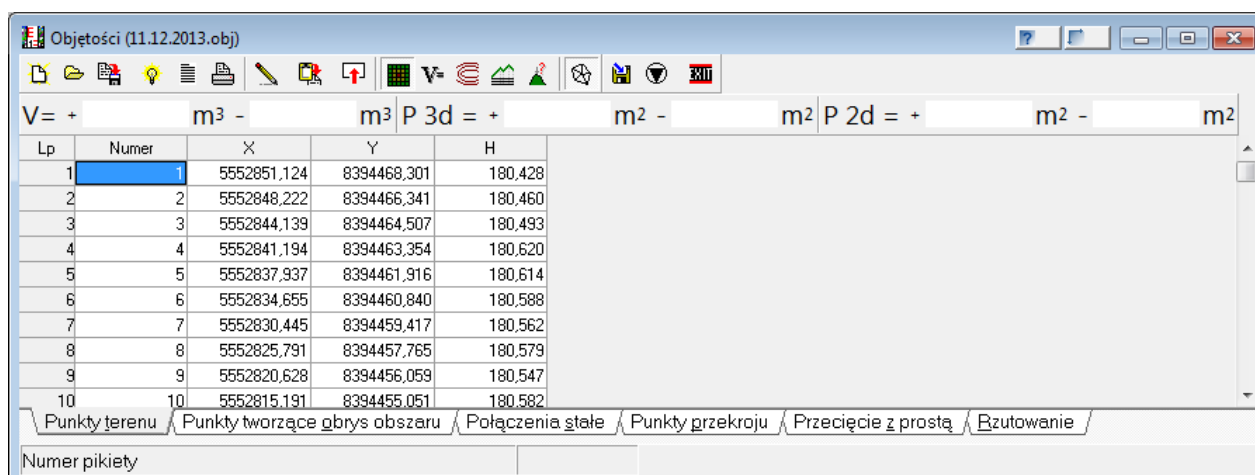 Objętości (11.12.2013.obj)
V=
V= + m3 - m3 P 3d = + m2 - m2 P 2d = + m2 - m2
Lp Numer X Y H
1 1 5552851,124 8394468,301 180,428
2 2 5552848,222 8394466,341 180,460
3 3 5552844,139 8394464,507 180,493
4 4 5552841,194 8394463,354 180,620
5 5 5552837,937 8394461,916 180,614
6 6 5552834,655 8394460,840 180,588
7 7 5552830,445 8394459,417 180,562
8 8 5552825,791 8394457,765 180,579
9 9 5552820,628 8394456,059 180,547
10 10 5552815,191 8394455,051 180,582
Punkty terenu Punkty tworzące obrys obszaru Połączenia stałe Punkty przekroju Przecięcie z prostą Rzutowanie
Numer pikiety